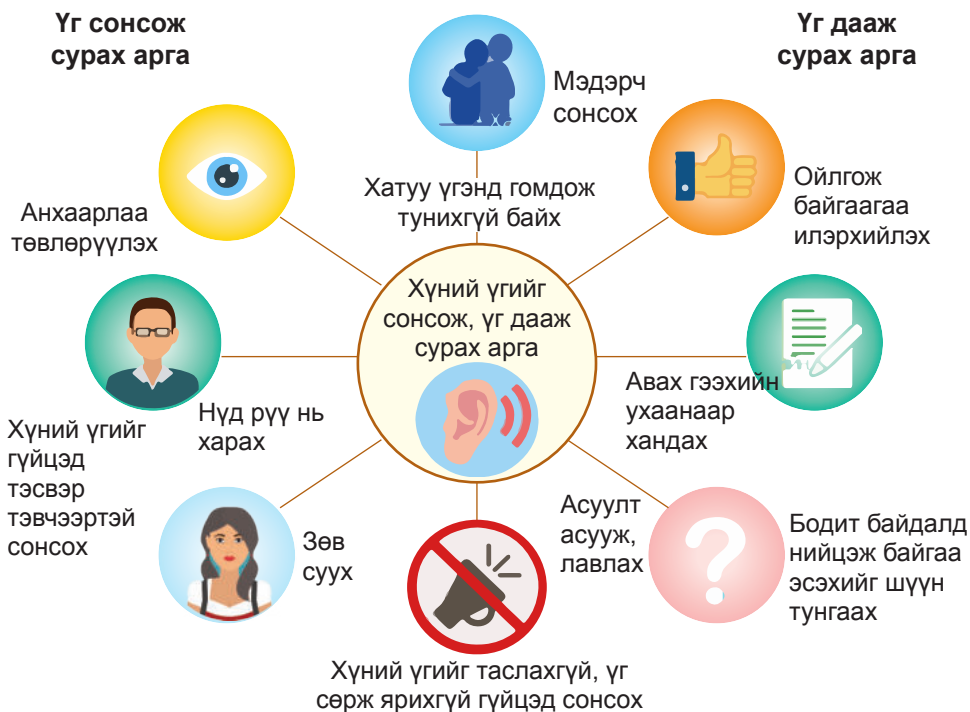 Үг сонсож
сурах арга
Үг дааж
сурах арга
Мэдэрч
сонсох
Хатуу үгэнд гомдож
тунихгүй байх
Анхаарлаа
төвлөрүүлэх
Ойлгож
байгаагаа
илэрхийлэх
Хүний үгийг
сонсож, үг дааж
сурах арга
Нүд рүү нь
харах
Хүний үгийг
гүйцэд
тэсвэр
тэвчээртэй
сонсох
Авах гээхийн
ухаанаар
хандах
Зөв
суух
Асуулт
асууж,
лавлах
Бодит байдалд
нийцэж байгаа
эсэхийг шүүн
тунгаах
Хүний үгийг таслахгүй, үг
сөрж ярихгүй гүйцэд сонсох